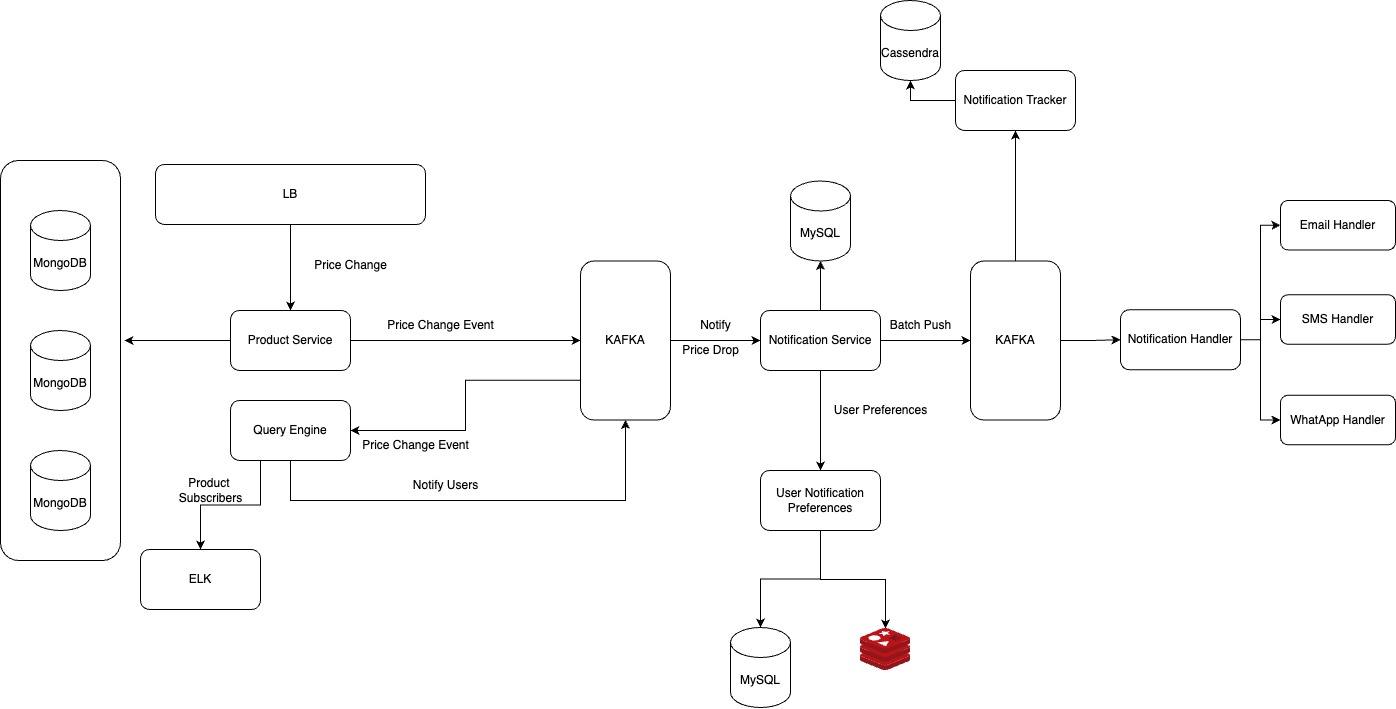 Cassendra
Notification Tracker
LB
MySQL
MongoDB
Price Change
Email Handler
Product Service
Price Change Event
KAFKA
Notify
Price Drop
Notification Service
Batch Push
KAFKA
Notification Handler
SMS Handler
MongoDB
Query Engine
Price Change Event
User Preferences
WhatApp Handler
Product
Subscribers
Notify Users
MongoDB
User Notification
Preferences
ELK
MySQL